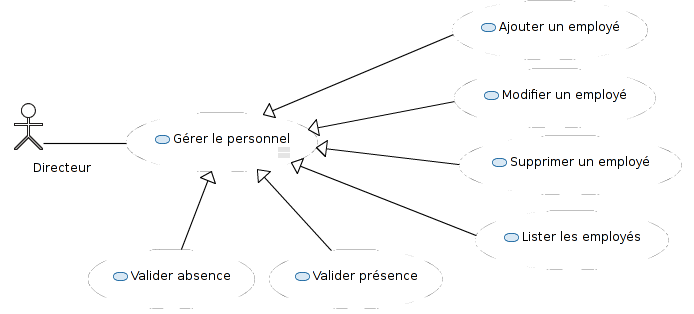 Ajouter un employé
Modifier un employé
Gérer le personnel
Supprimer un employé
Directeur
Lister les employés
Valider absence
Valider présence